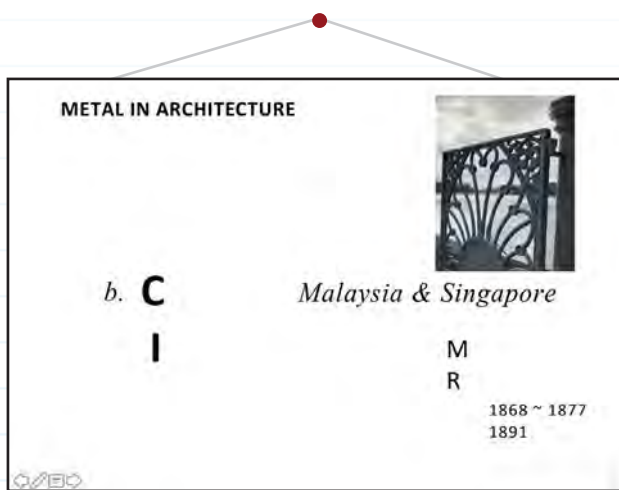 METAL IN ARCHITECTURE
b. C Malaysia & Singapore
I
M
R
1868 ~ 1877
1891